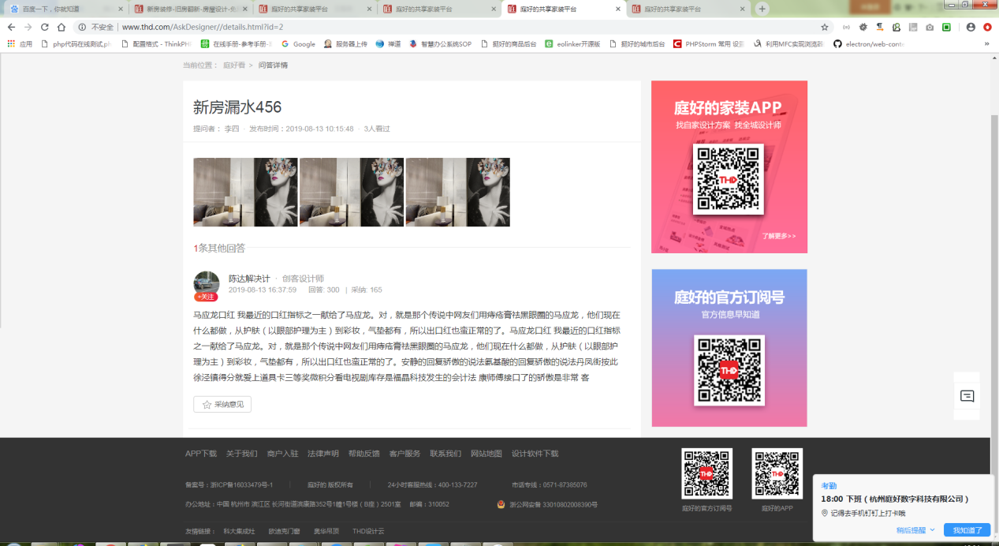 百度一下，你就知道
新房装修-旧房翻新-房屋设计-免
庭好的共享家装平台
庭好的共享家装平台
庭好的共享家装平台
庭好的共享家装平台
不安全 | www.thd.com/AskDesigner//details.html?id=2
应用 php代码在线测试,ph 配置格式 - ThinkPHP 在线手册-参考手册- Google 服务器上传 禅道 智慧办公系统SOP 挺好的商品后台 eolinker开源版 挺好的城市后台 PHPStorm 常用 设 利用MFC实现浏览器 electron/web-cont »
当前位置： 庭好看 > 问答详情
新房漏水456
提问者： 李四 · 发布时间：2019-08-13 10:15:48 · 3人看过
1条其他回答
陈达解决计 · 创客设计师
2019-08-13 16:37:59 回答: 300 | 采纳: 165
+关注
马应龙口红 我最近的口红指标之一献给了马应龙。对，就是那个传说中网友们用痔疮膏祛黑眼圈的马应龙，他们现在
什么都做，从护肤（以眼部护理为主）到彩妆，气垫都有，所以出口红也蛮正常的了。马应龙口红 我最近的口红指标
之一献给了马应龙。对，就是那个传说中网友们用痔疮膏祛黑眼圈的马应龙，他们现在什么都做，从护肤（以眼部护
理为主）到彩妆，气垫都有，所以出口红也蛮正常的了。安静的回复骄傲的说法氨基酸的回复骄傲的说法丹凤街按此
徐泾镇得分就爱上道具卡三等奖微积分看电视剧库存是福晶科技发生的会计法 康师傅接口了的骄傲是非常 客
采纳意见
庭好的家装APP
找自家设计方案 找全城设计师
THD
了解更多>>
庭好的官方订阅号
官方信息早知道
THD
APP下载 关于我们 商户入驻 法律声明 帮助反馈 客户服务 联系我们 网站地图 设计软件下载
备案号：浙ICP备16033479号-1 | 庭好的 版权所有 | 24小时客服热线：400-133-7227 市话专线：0571-87385076
办公地址：中国 杭州市 滨江区 长河街道滨康路352号1幢1号楼（B座）2501室 邮编：310052 浙公网安备 33010802008390号
友情链接： 科大集成灶 欧迪克门窗 奥华吊顶 THD设计云
THD
THD
庭好的官方订阅号
庭好的APP
考勤
18:00 下班 ( 杭州庭好数字科技有限公司 )
记得去手机钉钉上打卡哦
稍后提醒
我知道了